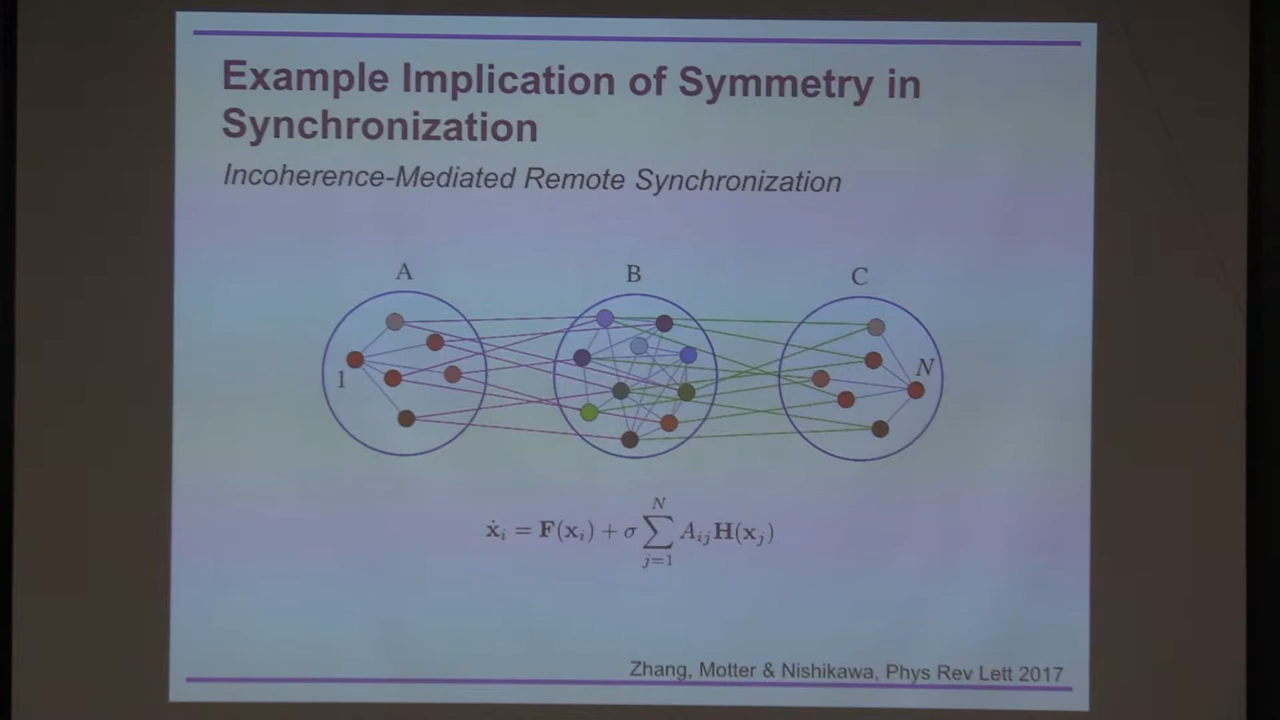 Example Implication of Symmetry in
Synchronization
Incoherence-Mediated Remote Synchronization
A B C
1 N
ẋᵢ = F(xᵢ) + σ ∑_{j=1}^{N} Aᵢⱼ H(xⱼ)
Zhang, Motter & Nishikawa, Phys Rev Lett 2017